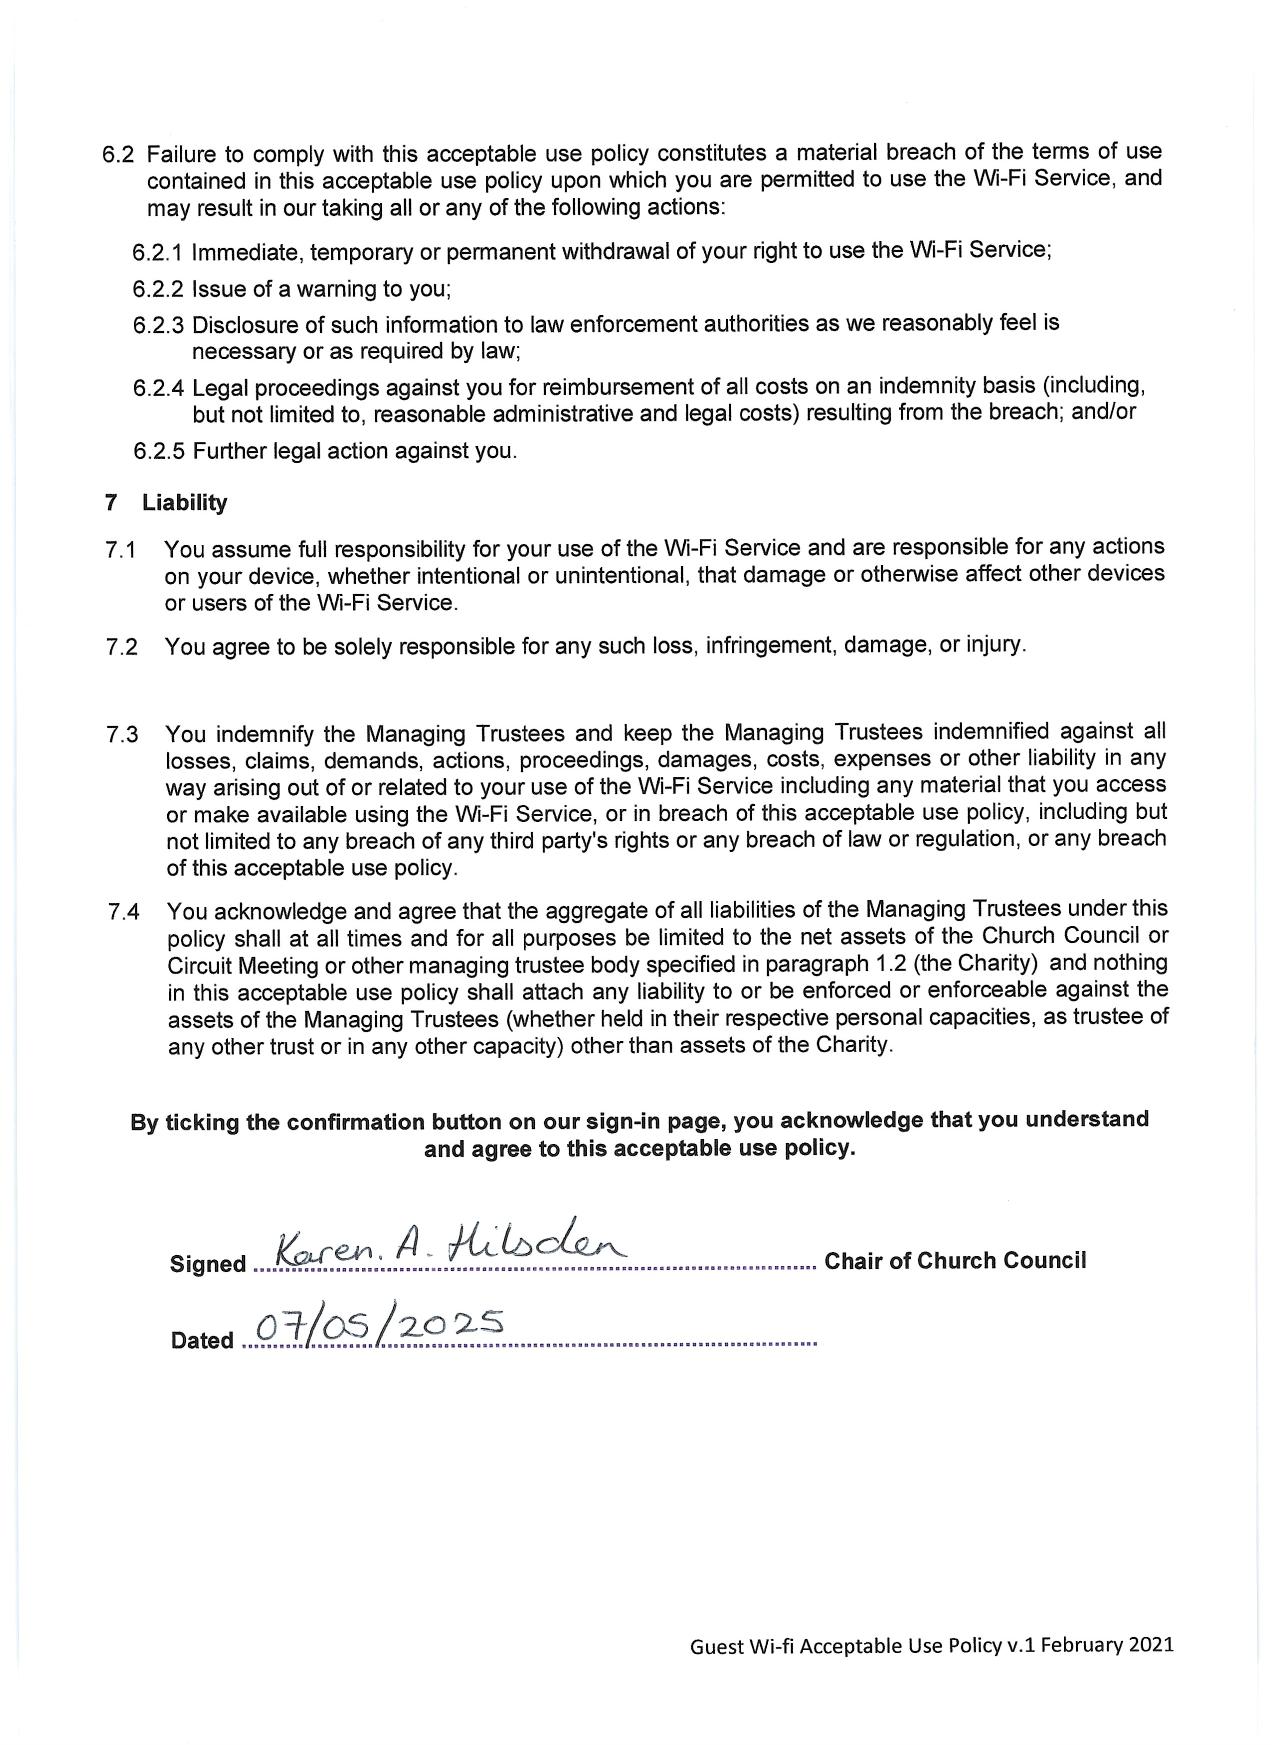 6.2 Failure to comply with this acceptable use policy constitutes a material breach of the terms of use
contained in this acceptable use policy upon which you are permitted to use the Wi-Fi Service, and
may result in our taking all or any of the following actions:
6.2.1 Immediate, temporary or permanent withdrawal of your right to use the Wi-Fi Service;
6.2.2 Issue of a warning to you;
6.2.3 Disclosure of such information to law enforcement authorities as we reasonably feel is
necessary or as required by law;
6.2.4 Legal proceedings against you for reimbursement of all costs on an indemnity basis (including,
but not limited to, reasonable administrative and legal costs) resulting from the breach; and/or
6.2.5 Further legal action against you.
7 Liability
7.1 You assume full responsibility for your use of the Wi-Fi Service and are responsible for any actions
on your device, whether intentional or unintentional, that damage or otherwise affect other devices
or users of the Wi-Fi Service.
7.2 You agree to be solely responsible for any such loss, infringement, damage, or injury.
7.3 You indemnify the Managing Trustees and keep the Managing Trustees indemnified against all
losses, claims, demands, actions, proceedings, damages, costs, expenses or other liability in any
way arising out of or related to your use of the Wi-Fi Service including any material that you access
or make available using the Wi-Fi Service, or in breach of this acceptable use policy, including but
not limited to any breach of any third party's rights or any breach of law or regulation, or any breach
of this acceptable use policy.
7.4 You acknowledge and agree that the aggregate of all liabilities of the Managing Trustees under this
policy shall at all times and for all purposes be limited to the net assets of the Church Council or
Circuit Meeting or other managing trustee body specified in paragraph 1.2 (the Charity) and nothing
in this acceptable use policy shall attach any liability to or be enforced or enforceable against the
assets of the Managing Trustees (whether held in their respective personal capacities, as trustee of
any other trust or in any other capacity) other than assets of the Charity.
By ticking the confirmation button on our sign-in page, you acknowledge that you understand
and agree to this acceptable use policy.
Signed Karen. A. Hilsden Chair of Church Council
Dated 07/05/2025
Guest Wi-fi Acceptable Use Policy v.1 February 2021